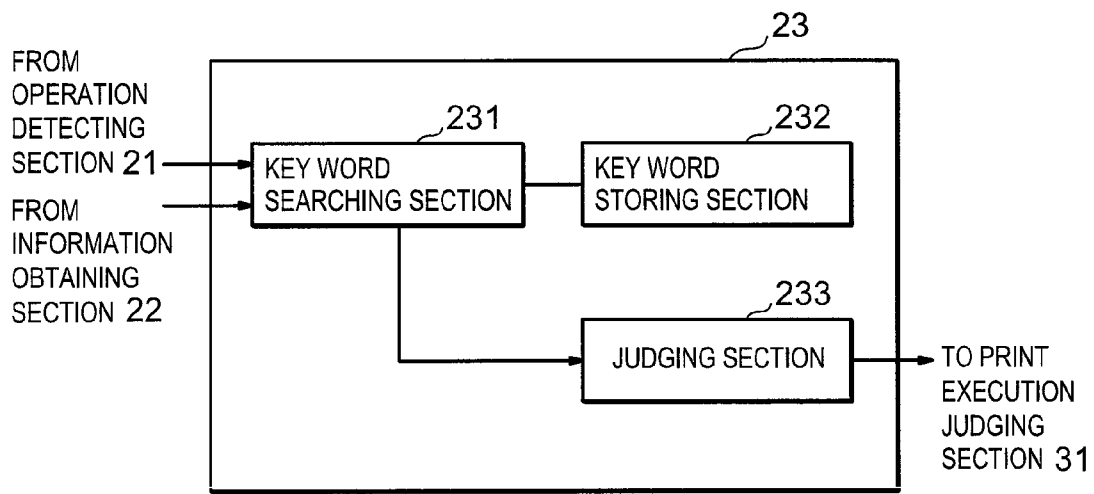 23
FROM
OPERATION
DETECTING
SECTION 21
FROM
INFORMATION
OBTAINING
SECTION 22
231
KEY WORD
SEARCHING SECTION
232
KEY WORD
STORING SECTION
233
JUDGING SECTION
TO PRINT
EXECUTION
JUDGING
SECTION 31